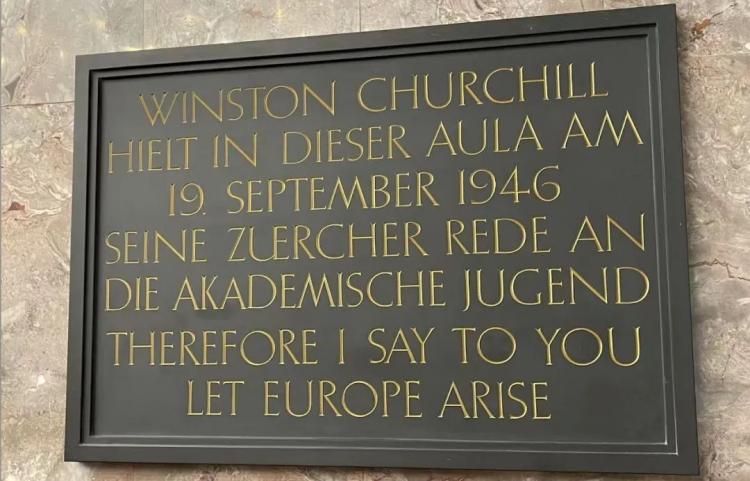 WINSTON CHURCHILL
HIELT IN DIESER AULA AM
19. SEPTEMBER 1946
SEINE ZUERCHER REDE AN
DIE AKADEMISCHE JUGEND
THEREFORE I SAY TO YOU
LET EUROPE ARISE